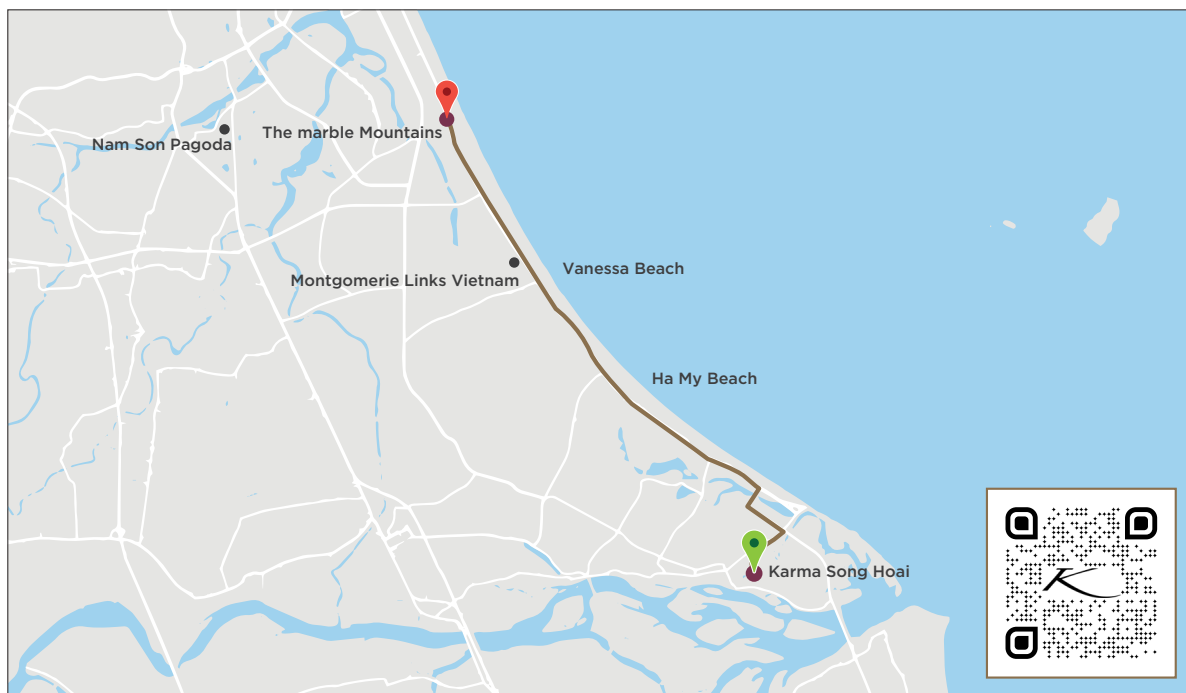 The marble Mountains
Nam Son Pagoda
Vanessa Beach
Montgomerie Links Vietnam
Ha My Beach
Karma Song Hoai
K